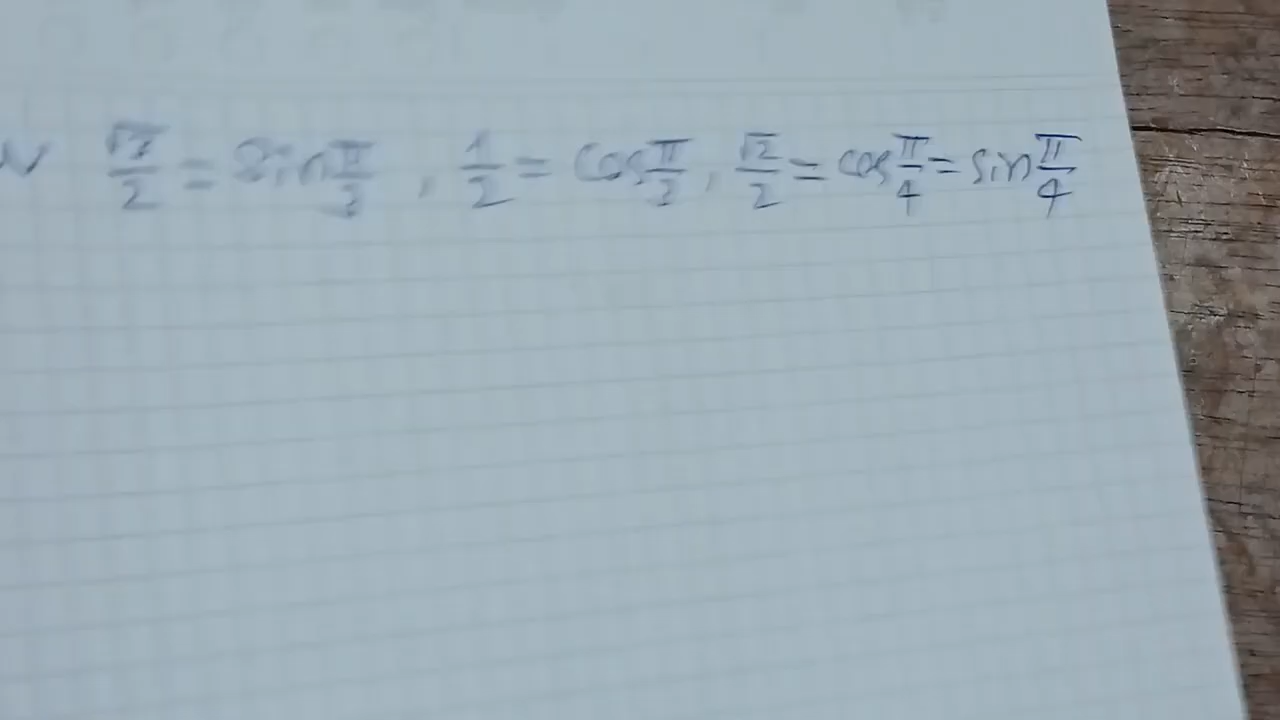 √3/2 = sin π/3 , 1/2 = cos π/3 , √2/2 = cos π/4 = sin π/4